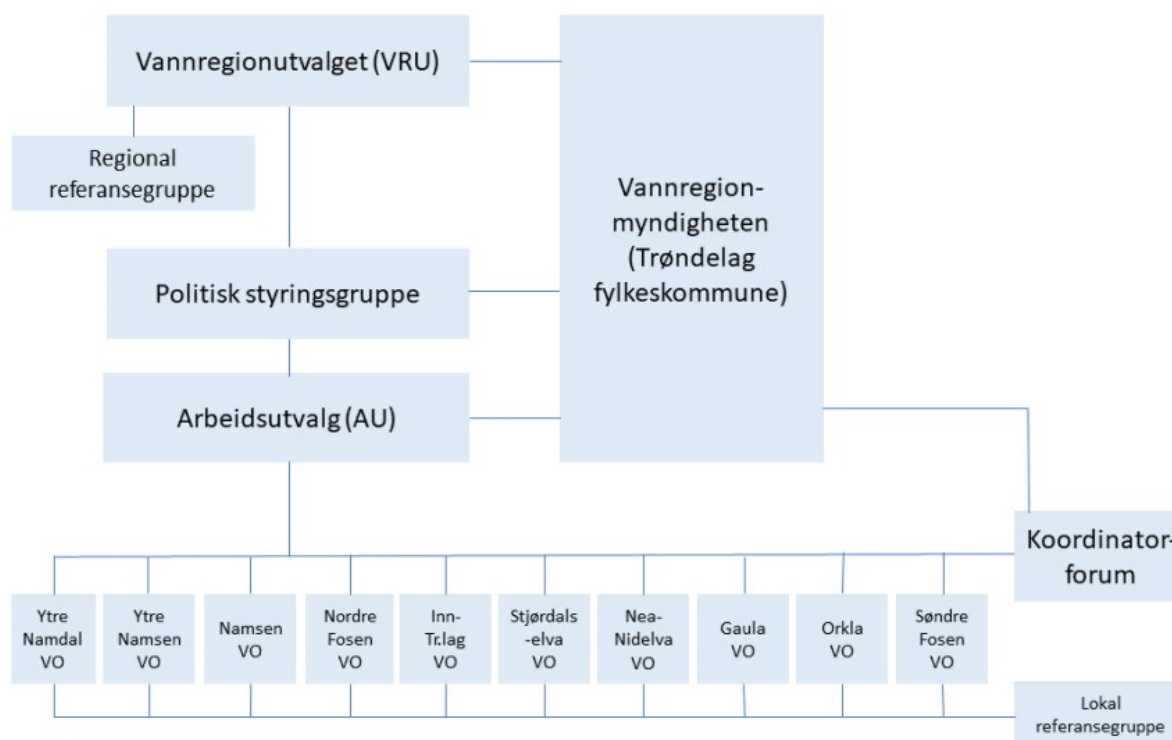 Vannregionutvalget (VRU)
Regional
referansegruppe
Vannregion-
myndigheten
(Trøndelag
fylkeskommune)
Politisk styringsgruppe
Arbeidsutvalg (AU)
Koordinator-
forum
Ytre
Namdal
VO
Ytre
Namsen
VO
Namsen
VO
Nordre
Fosen
VO
Inn-
Tr.lag
VO
Stjørdals
-elva
VO
Nea-
Nidelva
VO
Gaula
VO
Orkla
VO
Søndre
Fosen
VO
Lokal
referansegruppe